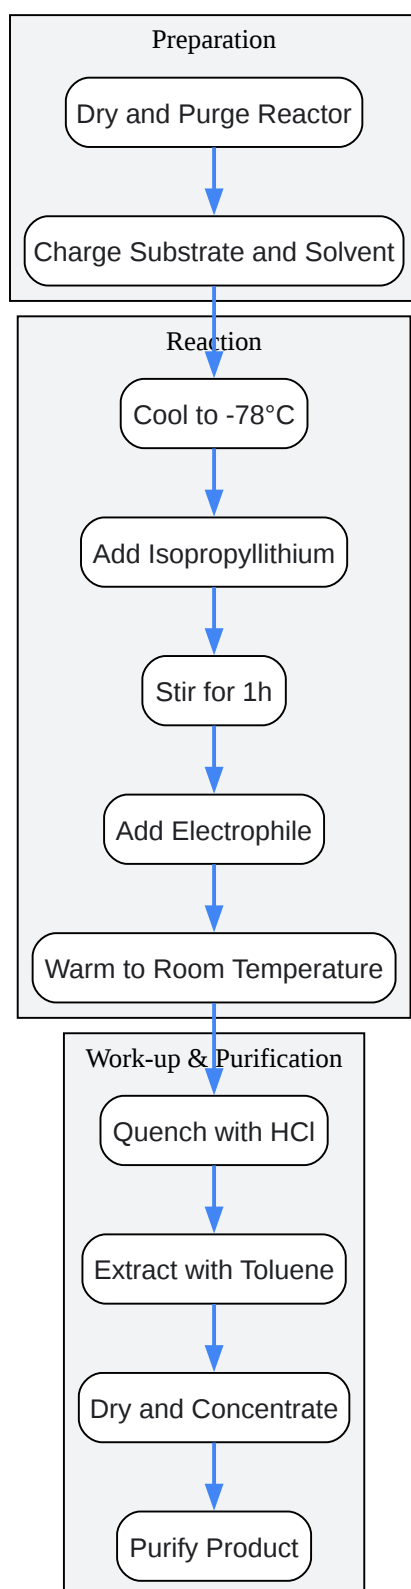 Preparation
Dry and Purge Reactor
Charge Substrate and Solvent
Reaction
Cool to -78°C
Add Isopropyllithium
Stir for 1h
Add Electrophile
Warm to Room Temperature
Work-up & Purification
Quench with HCl
Extract with Toluene
Dry and Concentrate
Purify Product